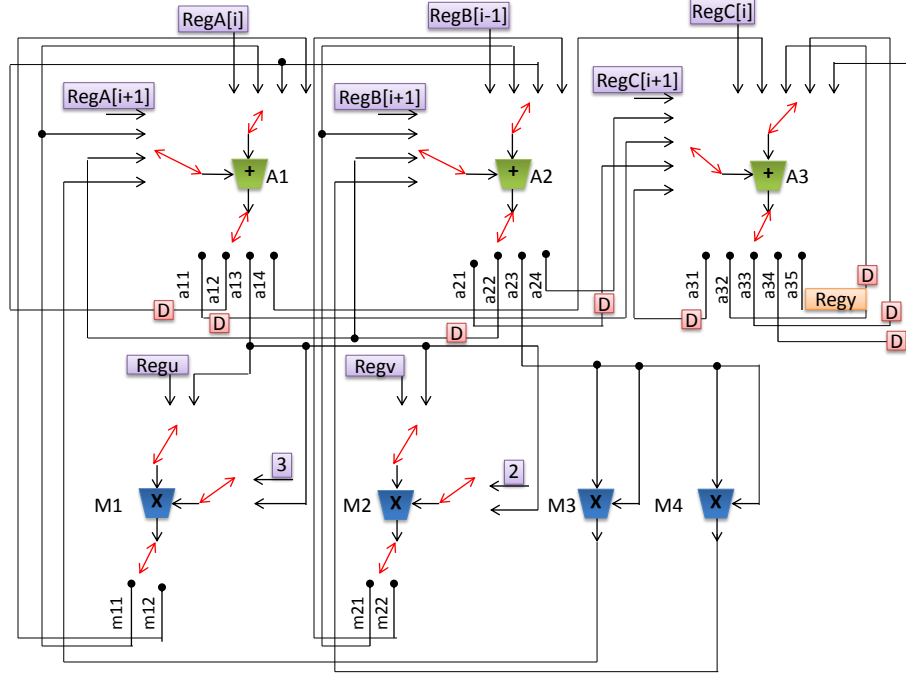 RegA[i]
RegB[i-1]
RegC[i]
RegA[i+1]
RegB[i+1]
RegC[i+1]
+
A1
+
A2
+
A3
a11
a12
a13
a14
a21
a22
a23
a24
a31
a32
a33
a34
a35
D
D
D
D
D
D
D
D
Regy
Regu
Regv
3
2
M1
X
M2
X
M3
X
M4
X
m11
m12
m21
m22